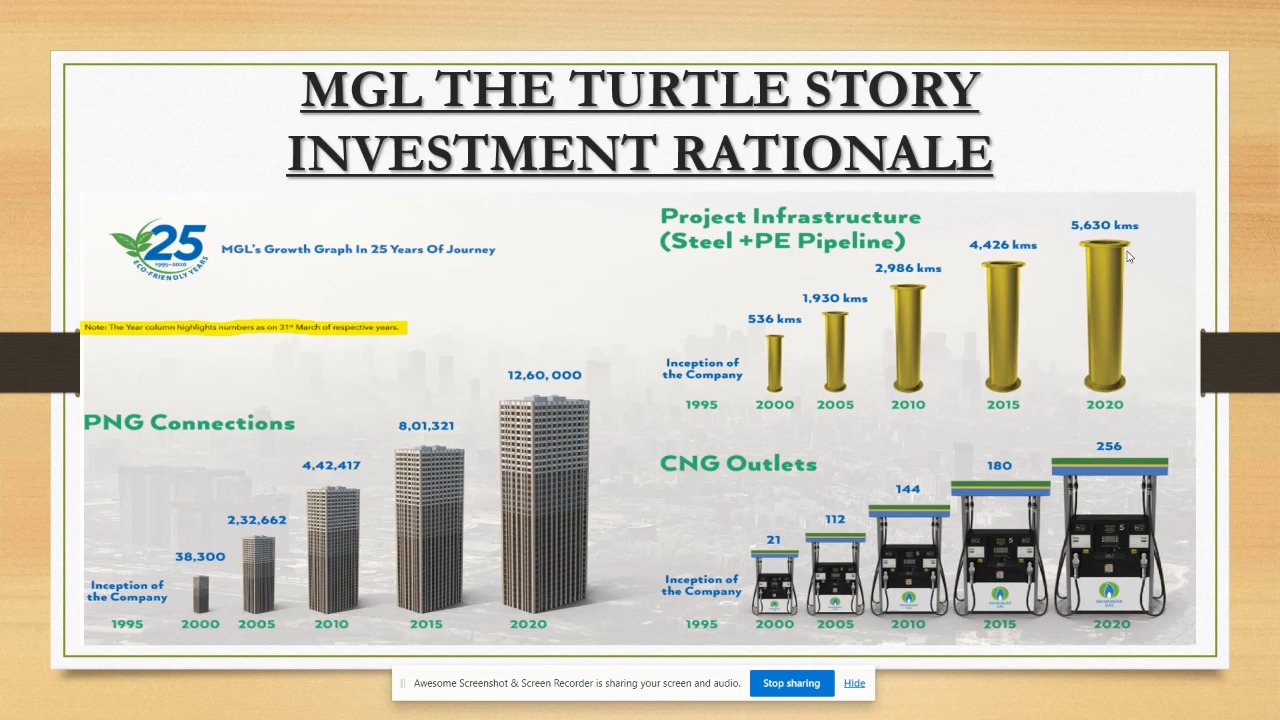 MGL THE TURTLE STORY
INVESTMENT RATIONALE
25
1995-2020
ECO-FRIENDLY YEARS
MGL's Growth Graph In 25 Years Of Journey
Note: The Year column highlights numbers as on 31st March of respective years.
PNG Connections
38,300
2,32,662
4,42,417
8,01,321
12,60,000
Inception of
the Company
1995 2000 2005 2010 2015 2020
Project Infrastructure
(Steel +PE Pipeline)
536 kms
1,930 kms
2,986 kms
4,426 kms
5,630 kms
Inception of
the Company
1995 2000 2005 2010 2015 2020
CNG Outlets
21
112
144
180
256
Inception of
the Company
1995 2000 2005 2010 2015 2020
Awesome Screenshot & Screen Recorder is sharing your screen and audio. Stop sharing Hide